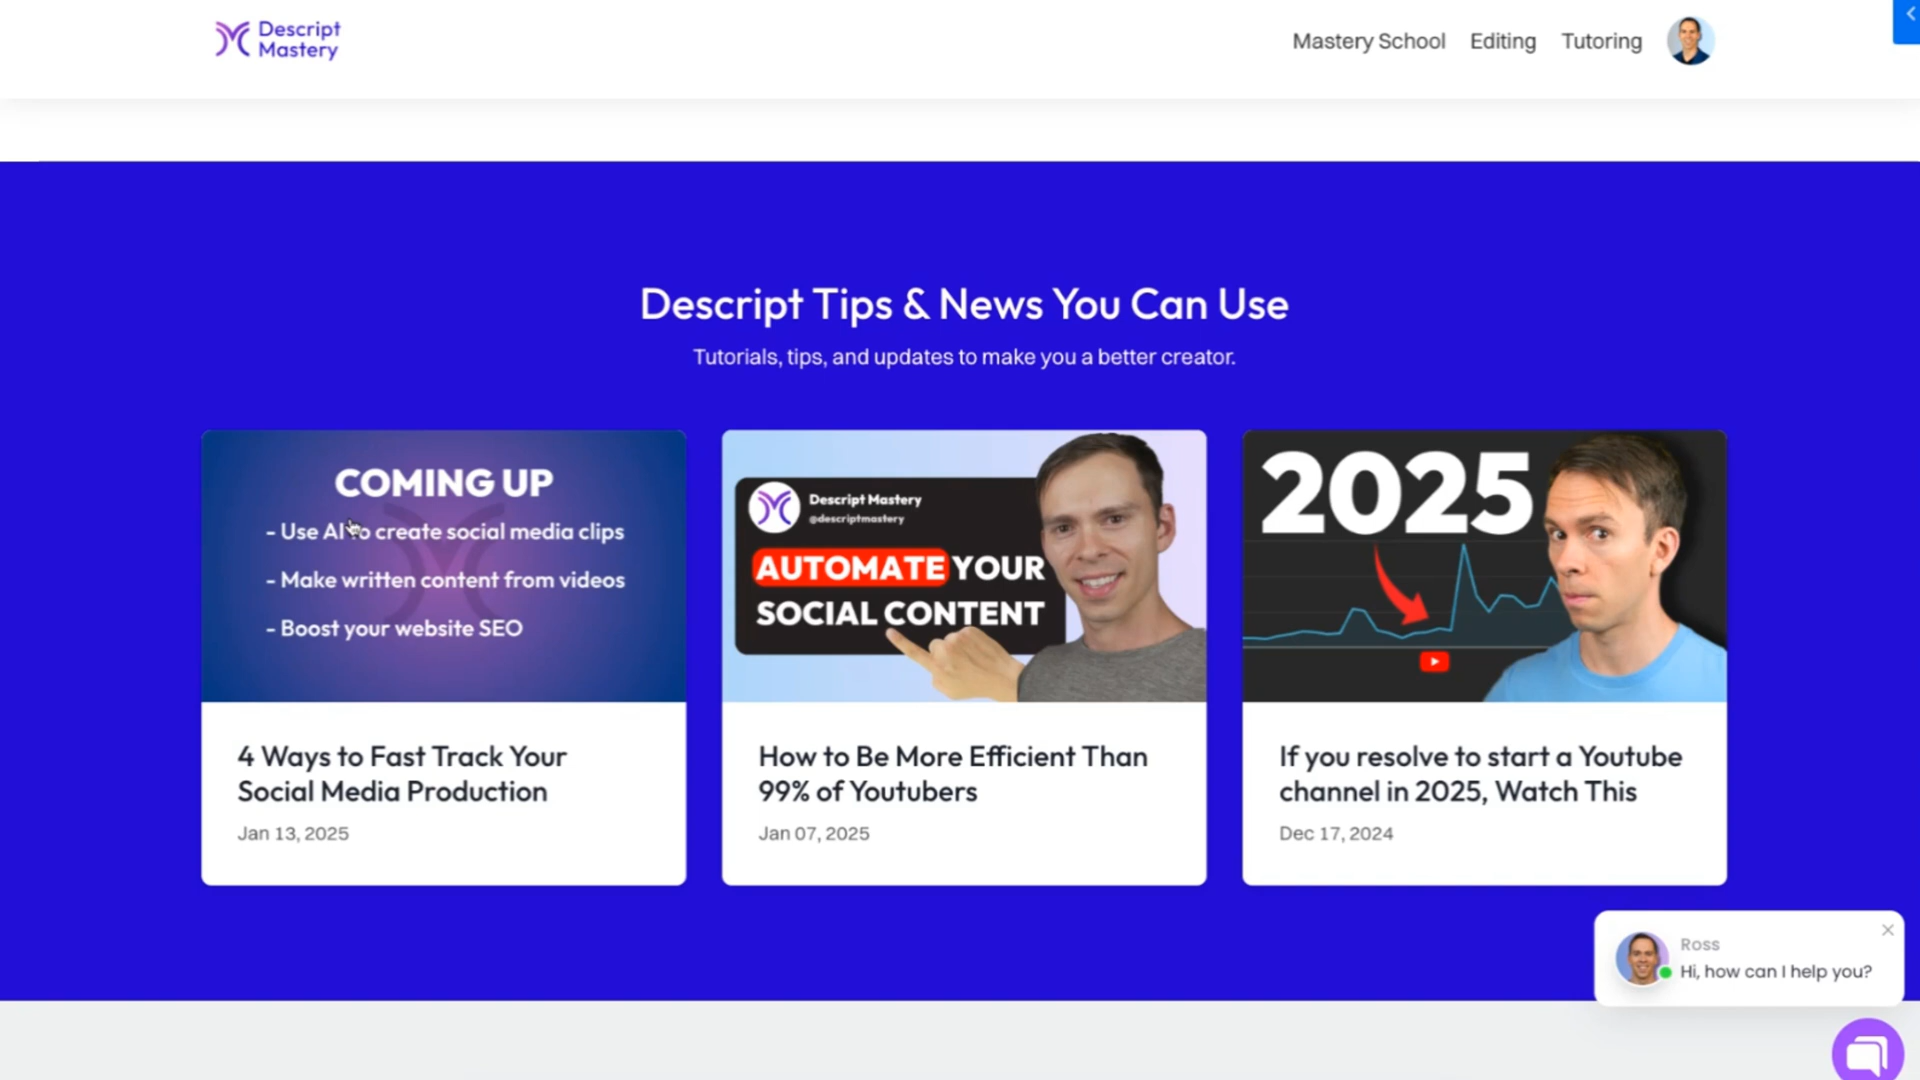 Descript
Mastery
Mastery School
Editing
Tutoring
Descript Tips & News You Can Use
Tutorials, tips, and updates to make you a better creator.
COMING UP
- Use AI to create social media clips
- Make written content from videos
- Boost your website SEO
4 Ways to Fast Track Your
Social Media Production
Jan 13, 2025
Descript Mastery
@descriptmastery
AUTOMATE YOUR
SOCIAL CONTENT
How to Be More Efficient Than
99% of Youtubers
Jan 07, 2025
2025
If you resolve to start a Youtube
channel in 2025, Watch This
Dec 17, 2024
Ross
Hi, how can I help you?